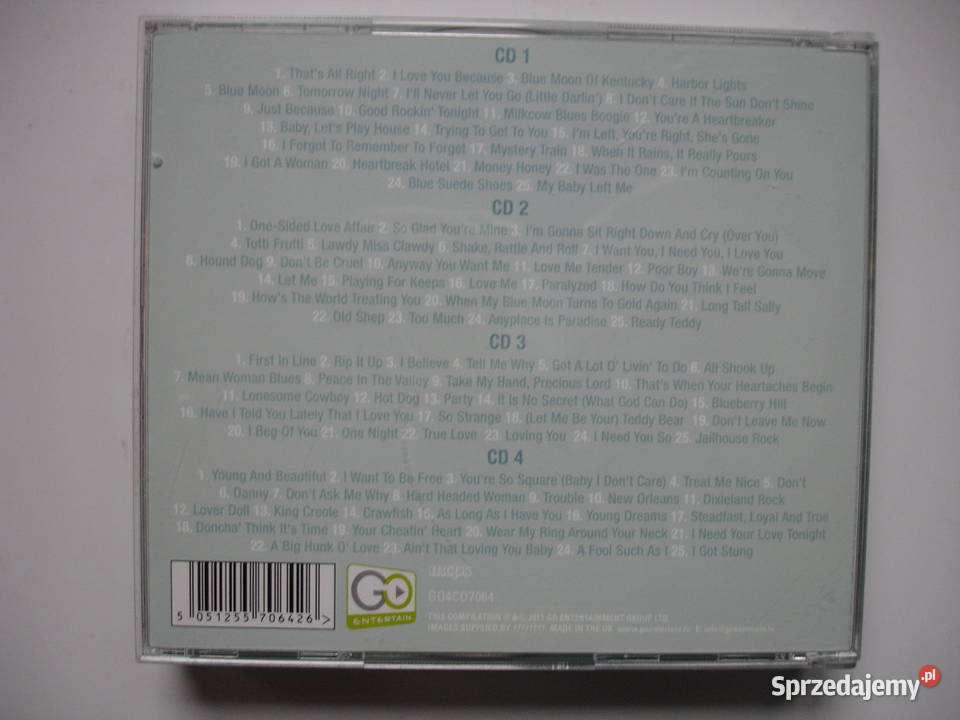 CD 1
1. That's All Right 2. I Love You Because 3. Blue Moon Of Kentucky 4. Harbor Lights
5. Blue Moon 6. Tomorrow Night 7. I'll Never Let You Go (Little Darlin') 8. I Don't Care If The Sun Don't Shine
9. Just Because 10. Good Rockin' Tonight 11. Milkcow Blues Boogie 12. You're A Heartbreaker
13. Baby, Let's Play House 14. Trying To Get To You 15. I'm Left, You're Right, She's Gone
16. I Forgot To Remember To Forget 17. Mystery Train 18. When It Rains, It Really Pours
19. I Got A Woman 20. Heartbreak Hotel 21. Money Honey 22. I Was The One 23. I'm Counting On You
24. Blue Suede Shoes 25. My Baby Left Me
CD 2
1. One-Sided Love Affair 2. So Glad You're Mine 3. I'm Gonna Sit Right Down And Cry (Over You)
4. Tutti Frutti 5. Lawdy Miss Clawdy 6. Shake, Rattle And Roll 7. I Want You, I Need You, I Love You
8. Hound Dog 9. Don't Be Cruel 10. Anyway You Want Me 11. Love Me Tender 12. Poor Boy 13. We're Gonna Move
14. Let Me 15. Playing For Keeps 16. Love Me 17. Paralyzed 18. How Do You Think I Feel
19. How's The World Treating You 20. When My Blue Moon Turns To Gold Again 21. Long Tall Sally
22. Old Shep 23. Too Much 24. Anyplace Is Paradise 25. Ready Teddy
CD 3
1. First In Line 2. Rip It Up 3. I Believe 4. Tell Me Why 5. Got A Lot O' Livin' To Do 6. All Shook Up
7. Mean Woman Blues 8. Peace In The Valley 9. Take My Hand, Precious Lord 10. That's When Your Heartaches Begin
11. Lonesome Cowboy 12. Hot Dog 13. Party 14. It Is No Secret (What God Can Do) 15. Blueberry Hill
16. Have I Told You Lately That I Love You 17. So Strange 18. (Let Me Be Your) Teddy Bear 19. Don't Leave Me Now
20. I Beg Of You 21. One Night 22. True Love 23. Loving You 24. I Need You So 25. Jailhouse Rock
CD 4
1. Young And Beautiful 2. I Want To Be Free 3. You're So Square (Baby I Don't Care) 4. Treat Me Nice 5. Don't
6. Danny 7. Don't Ask Me Why 8. Hard Headed Woman 9. Trouble 10. New Orleans 11. Dixieland Rock
12. Lover Doll 13. King Creole 14. Crawfish 15. As Long As I Have You 16. Young Dreams 17. Steadfast, Loyal And True
18. Doncha' Think It's Time 19. Your Cheatin' Heart 20. Wear My Ring Around Your Neck 21. I Need Your Love Tonight
22. A Big Hunk O' Love 23. Ain't That Loving You Baby 24. A Fool Such As I 25. I Got Stung
5 051255 706426 >
GO
ENTERTAIN
mcps
GO4CD7064
THIS COMPILATION ℗ & © 2011 GO ENTERTAINMENT GROUP LTD.
IMAGES SUPPLIED BY MADE IN THE UK
Sprzedajemy.pl